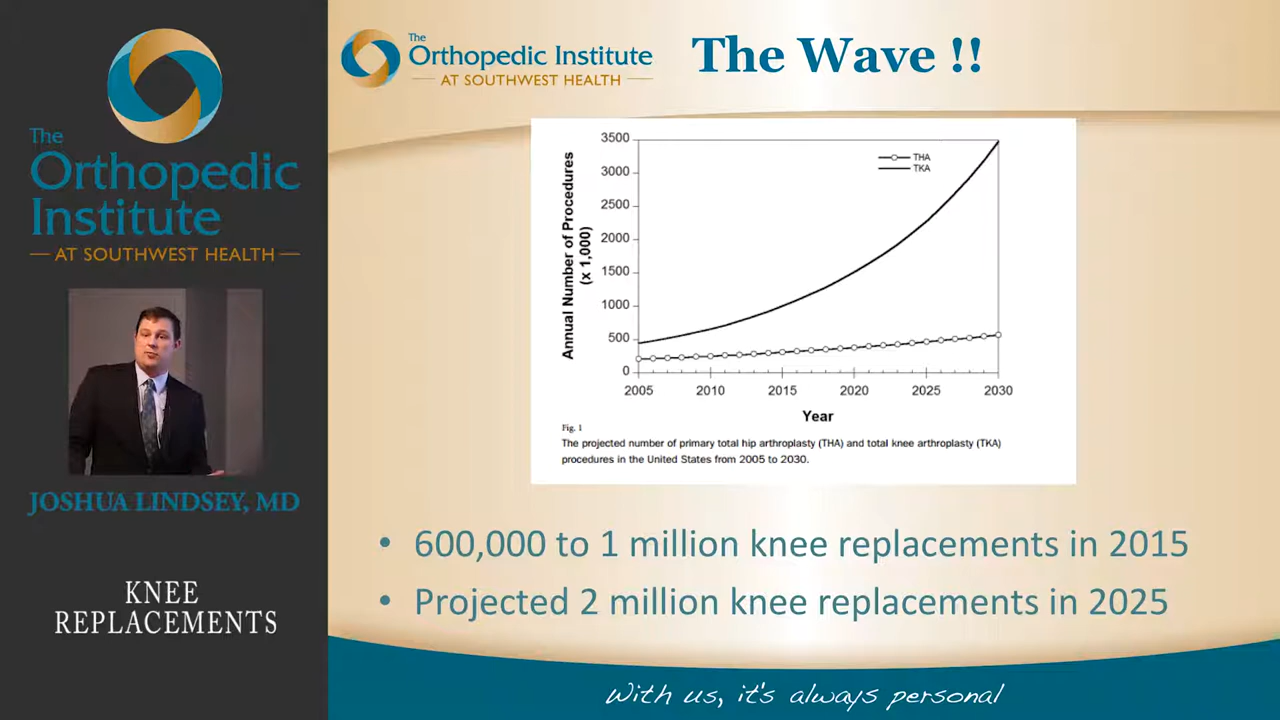 The
Orthopedic
Institute
AT SOUTHWEST HEALTH
JOSHUA LINDSEY, MD
KNEE
REPLACEMENTS
The
Orthopedic Institute
AT SOUTHWEST HEALTH
The Wave !!
Annual Number of Procedures
(x 1,000)
3500
3000
2500
2000
1500
1000
500
0
THA
TKA
2005 2010 2015 2020 2025 2030
Year
Fig. 1
The projected number of primary total hip arthroplasty (THA) and total knee arthroplasty (TKA)
procedures in the United States from 2005 to 2030.
• 600,000 to 1 million knee replacements in 2015
• Projected 2 million knee replacements in 2025
With us, it's always personal